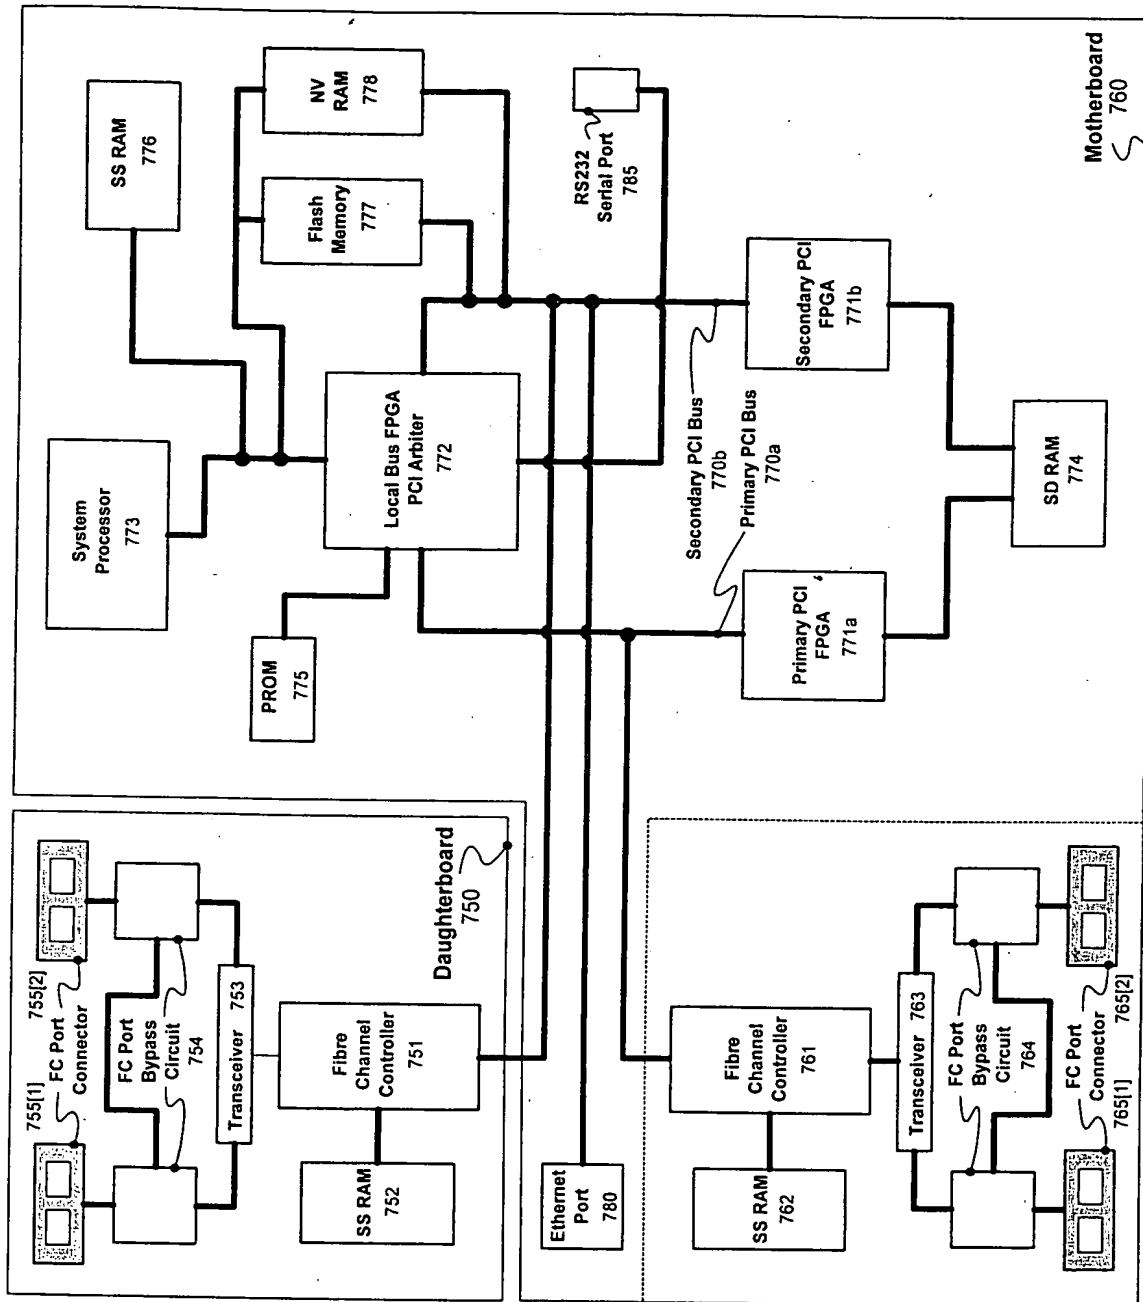 755[1]
755[2]
FC Port
Connector
FC Port
Bypass
Circuit
754
Transceiver 753
Fibre
Channel
Controller
751
SS RAM
752
Daughterboard
750
Ethernet
Port
780
Fibre
Channel
Controller
761
SS RAM
762
Transceiver 763
FC Port
Bypass
Circuit
764
FC Port
Connector
765[1]
765[2]
System
Processor
773
SS RAM
776
PROM
775
Local Bus FPGA
PCI Arbiter
772
Flash
Memory
777
NV
RAM
778
RS232
Serial Port
785
Secondary PCI Bus
770b
Primary PCI Bus
770a
Primary PCI
FPGA
771a
Secondary PCI
FPGA
771b
SD RAM
774
Motherboard
760